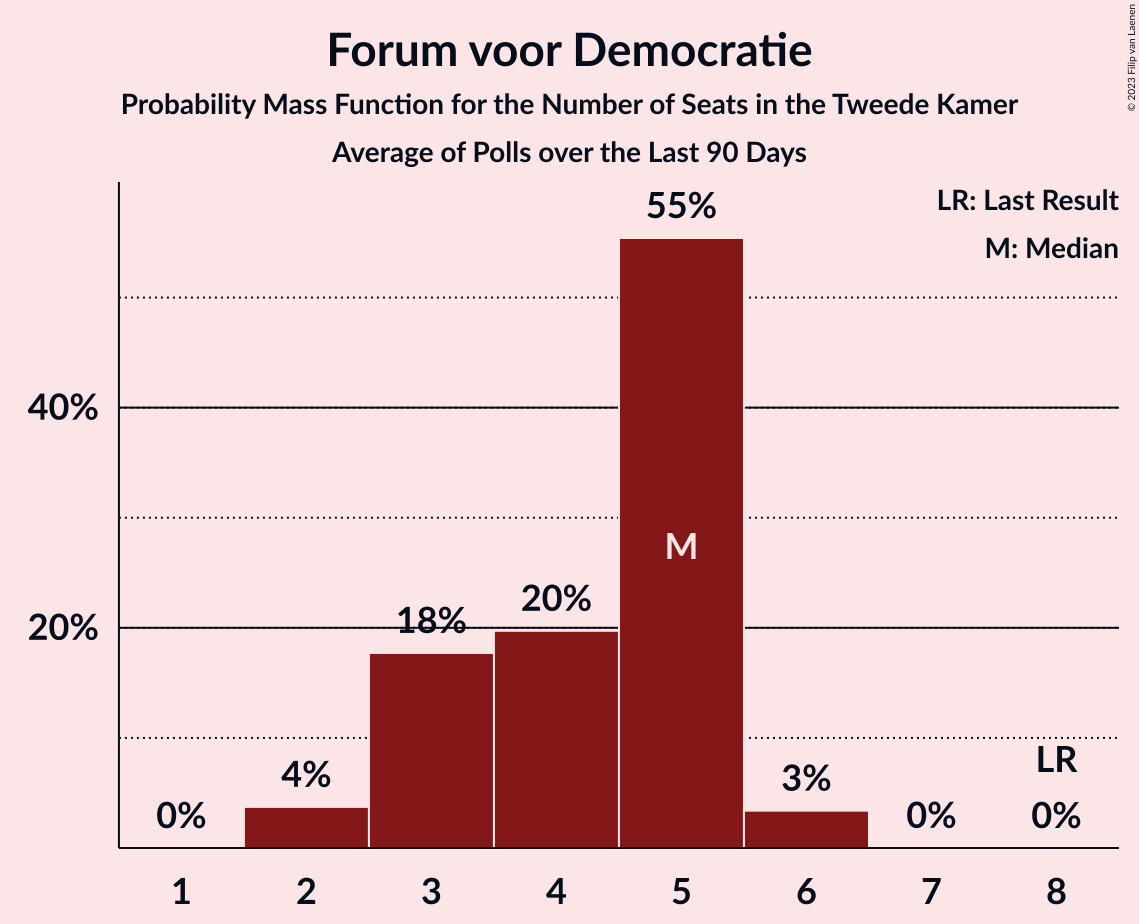 Forum voor Democratie
Probability Mass Function for the Number of Seats in the Tweede Kamer
Average of Polls over the Last 90 Days
© 2023 Filip van Laenen
LR: Last Result
M: Median
55%
40%
M
20%
18%
20%
4%
3%
LR
0%
0%
0%
1 2 3 4 5 6 7 8